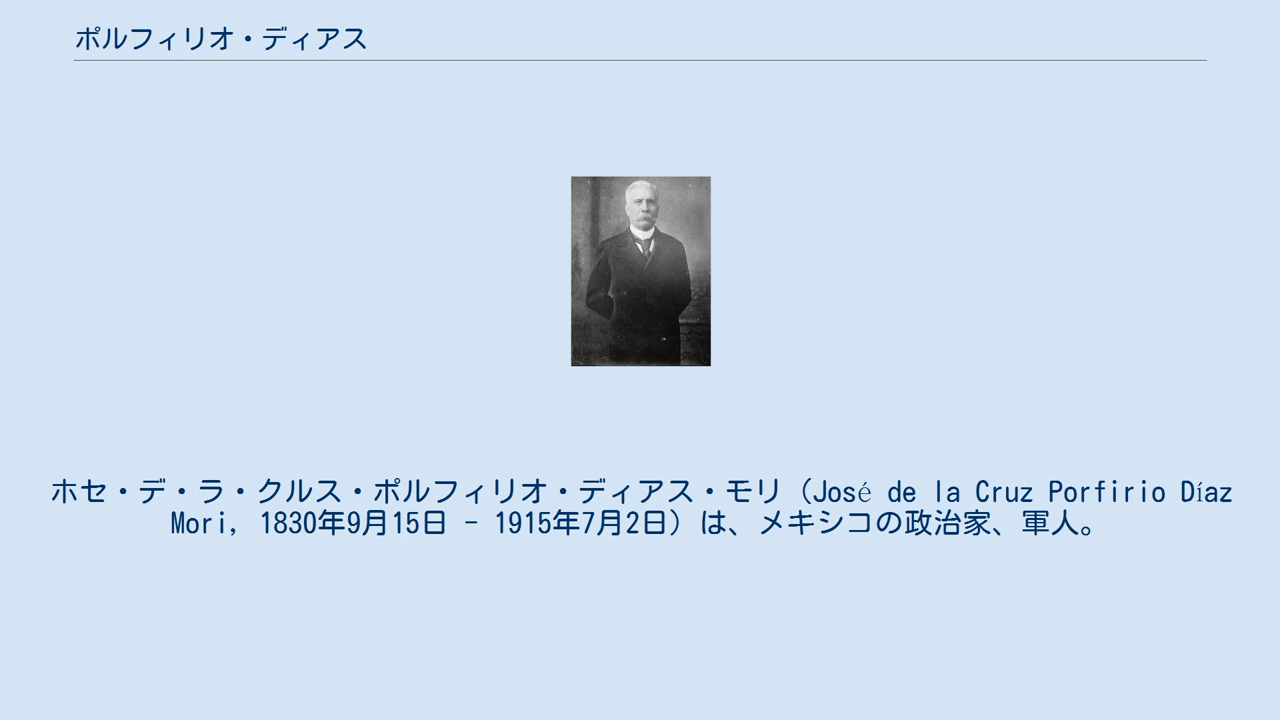 ポルフィリオ・ディアス
ホセ・デ・ラ・クルス・ポルフィリオ・ディアス・モリ（José de la Cruz Porfirio Díaz
Mori, 1830年9月15日 - 1915年7月2日）は、メキシコの政治家、軍人。